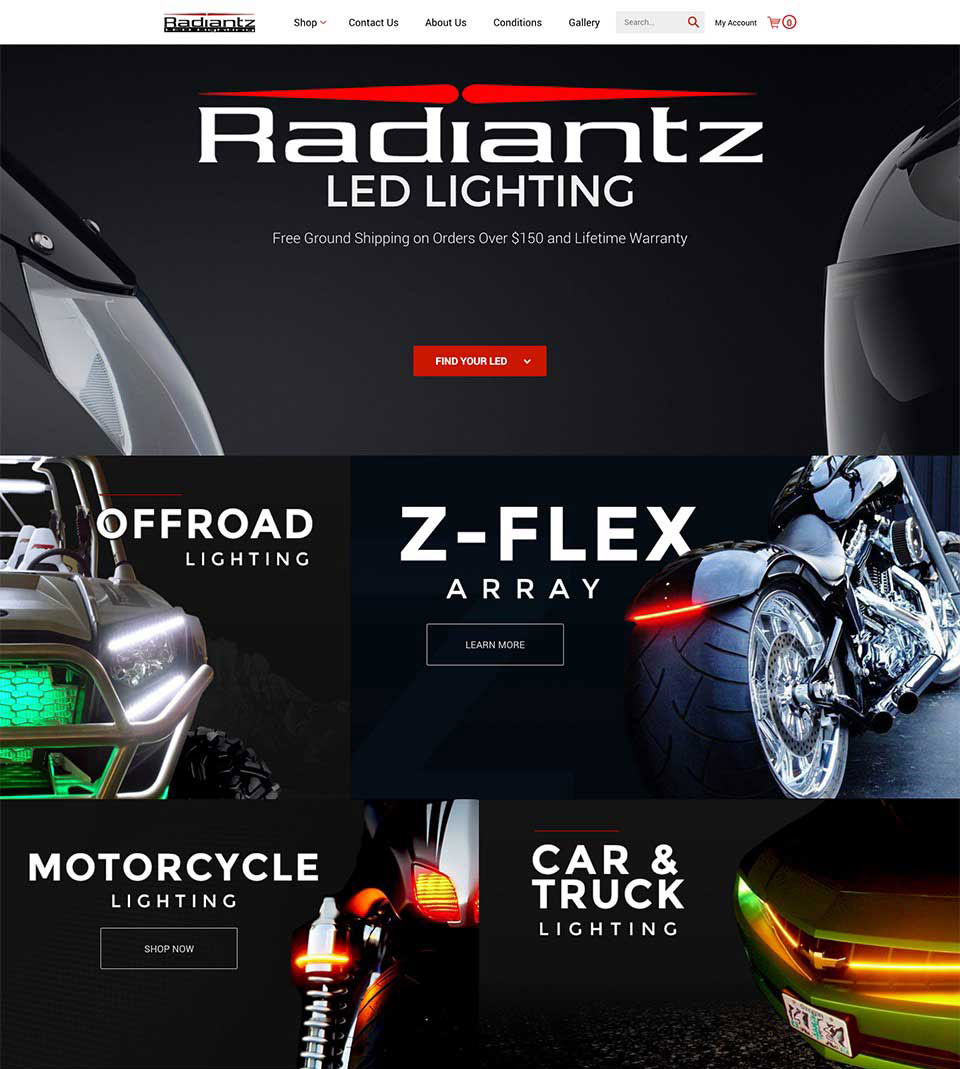 Radiantz
LED LIGHTING
Shop
Contact Us
About Us
Conditions
Gallery
Search...
My Account
0
Radiantz
LED LIGHTING
Free Ground Shipping on Orders Over $150 and Lifetime Warranty
FIND YOUR LED
OFFROAD
LIGHTING
Z-FLEX
ARRAY
LEARN MORE
MOTORCYCLE
LIGHTING
SHOP NOW
CAR &
TRUCK
LIGHTING